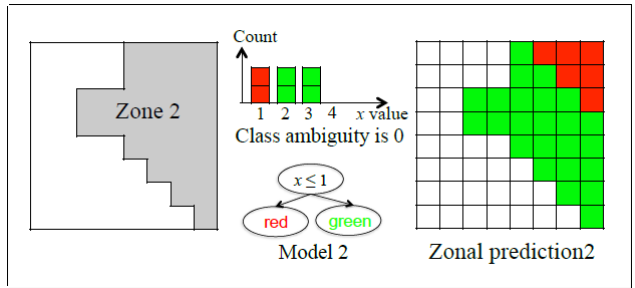 Count
Zone 2
1 2 3 4 x value
Class ambiguity is 0
x ≤ 1
red green
Model 2
Zonal prediction2